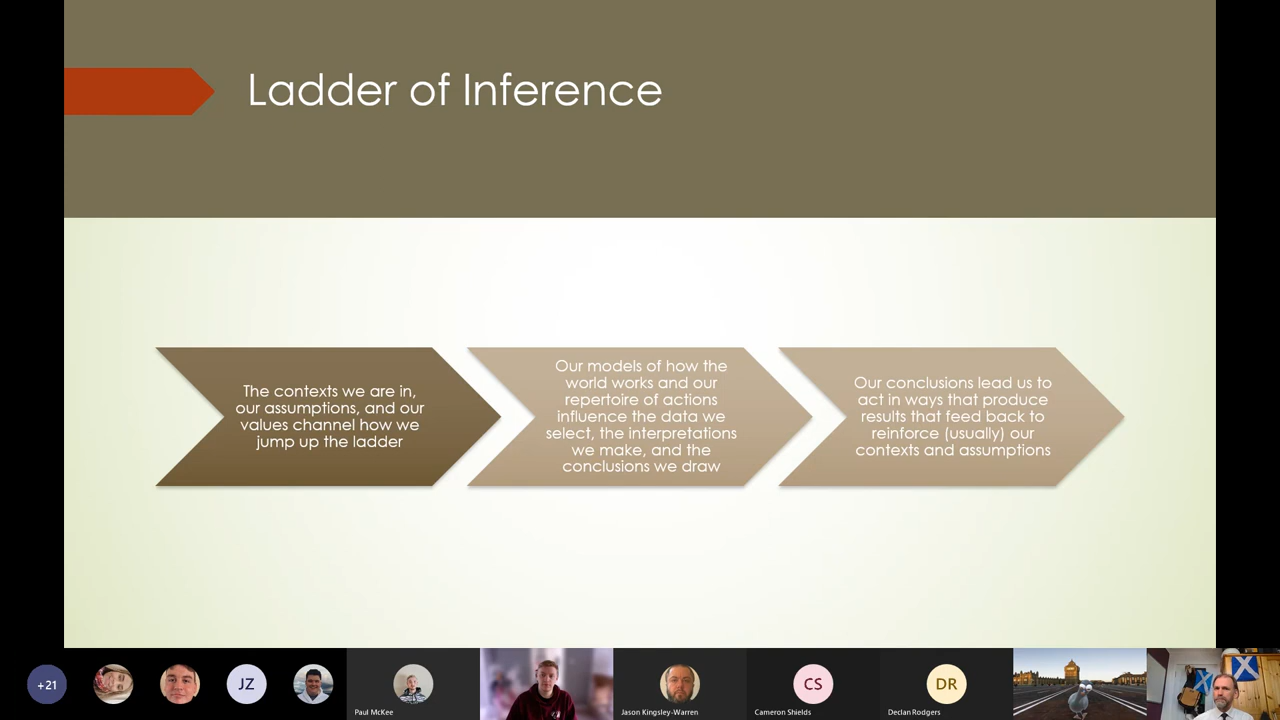 Ladder of Inference
The contexts we are in,
our assumptions, and our
values channel how we
jump up the ladder
Our models of how the
world works and our
repertoire of actions
influence the data we
select, the interpretations
we make, and the
conclusions we draw
Our conclusions lead us to
act in ways that produce
results that feed back to
reinforce (usually) our
contexts and assumptions
+21
JZ
Paul McKee
Jason Kingsley-Warren
CS
Cameron Shields
DR
Declan Rodgers